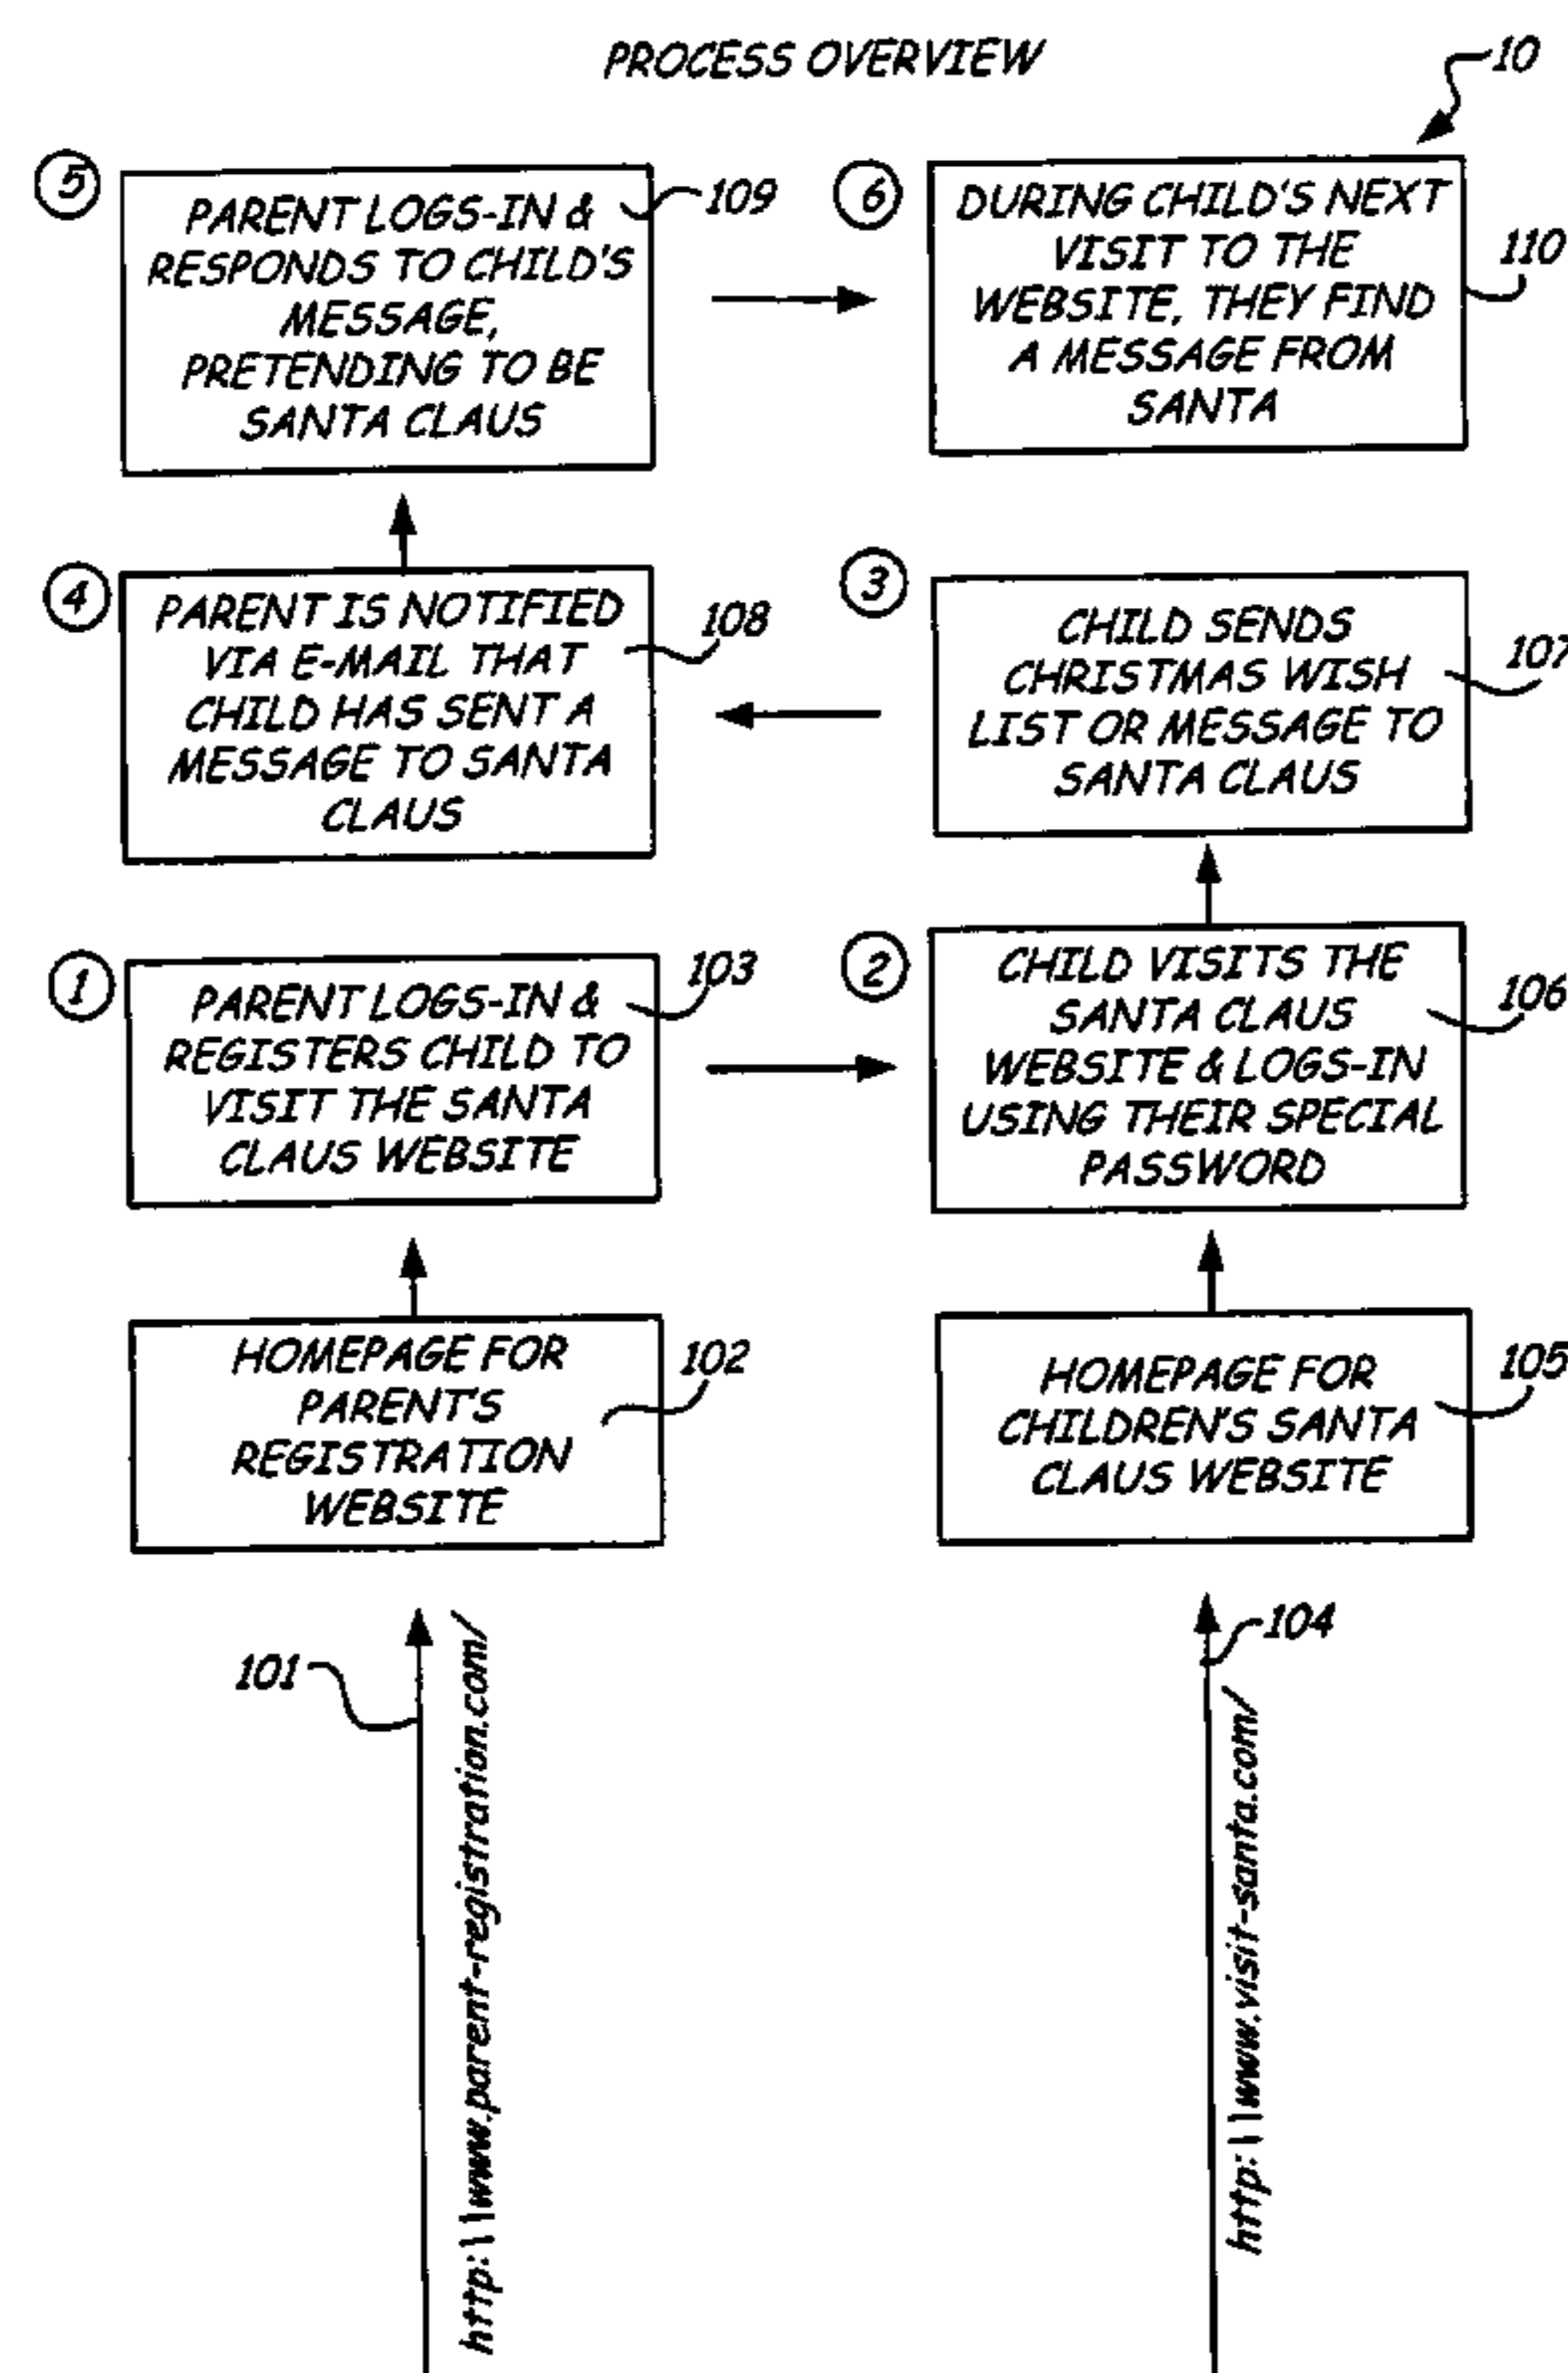 PROCESS OVERVIEW
10
5
PARENT LOGS-IN &
RESPONDS TO CHILD'S
MESSAGE,
PRETENDING TO BE
SANTA CLAUS
109
6
DURING CHILD'S NEXT
VISIT TO THE
WEBSITE, THEY FIND
A MESSAGE FROM
SANTA
110
4
PARENT IS NOTIFIED
VIA E-MAIL THAT
CHILD HAS SENT A
MESSAGE TO SANTA
CLAUS
108
3
CHILD SENDS
CHRISTMAS WISH
LIST OR MESSAGE TO
SANTA CLAUS
107
1
PARENT LOGS-IN &
REGISTERS CHILD TO
VISIT THE SANTA
CLAUS WEBSITE
103
2
CHILD VISITS THE
SANTA CLAUS
WEBSITE & LOGS-IN
USING THEIR SPECIAL
PASSWORD
106
HOMEPAGE FOR
PARENT'S
REGISTRATION
WEBSITE
102
HOMEPAGE FOR
CHILDREN'S SANTA
CLAUS WEBSITE
105
101
http:\\www.parent-registration.com/
104
http:\\www.visit-santa.com/